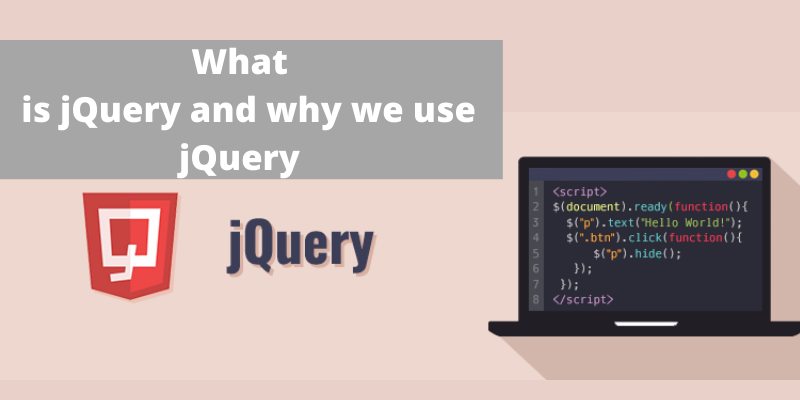 What
is jQuery and why we use
jQuery
jQuery
1 <script>
2 $(document).ready(function(){
3 $("p").text("Hello World!");
4 $(".btn").click(function(){
5 $("p").hide();
6 });
7 });
8 </script>